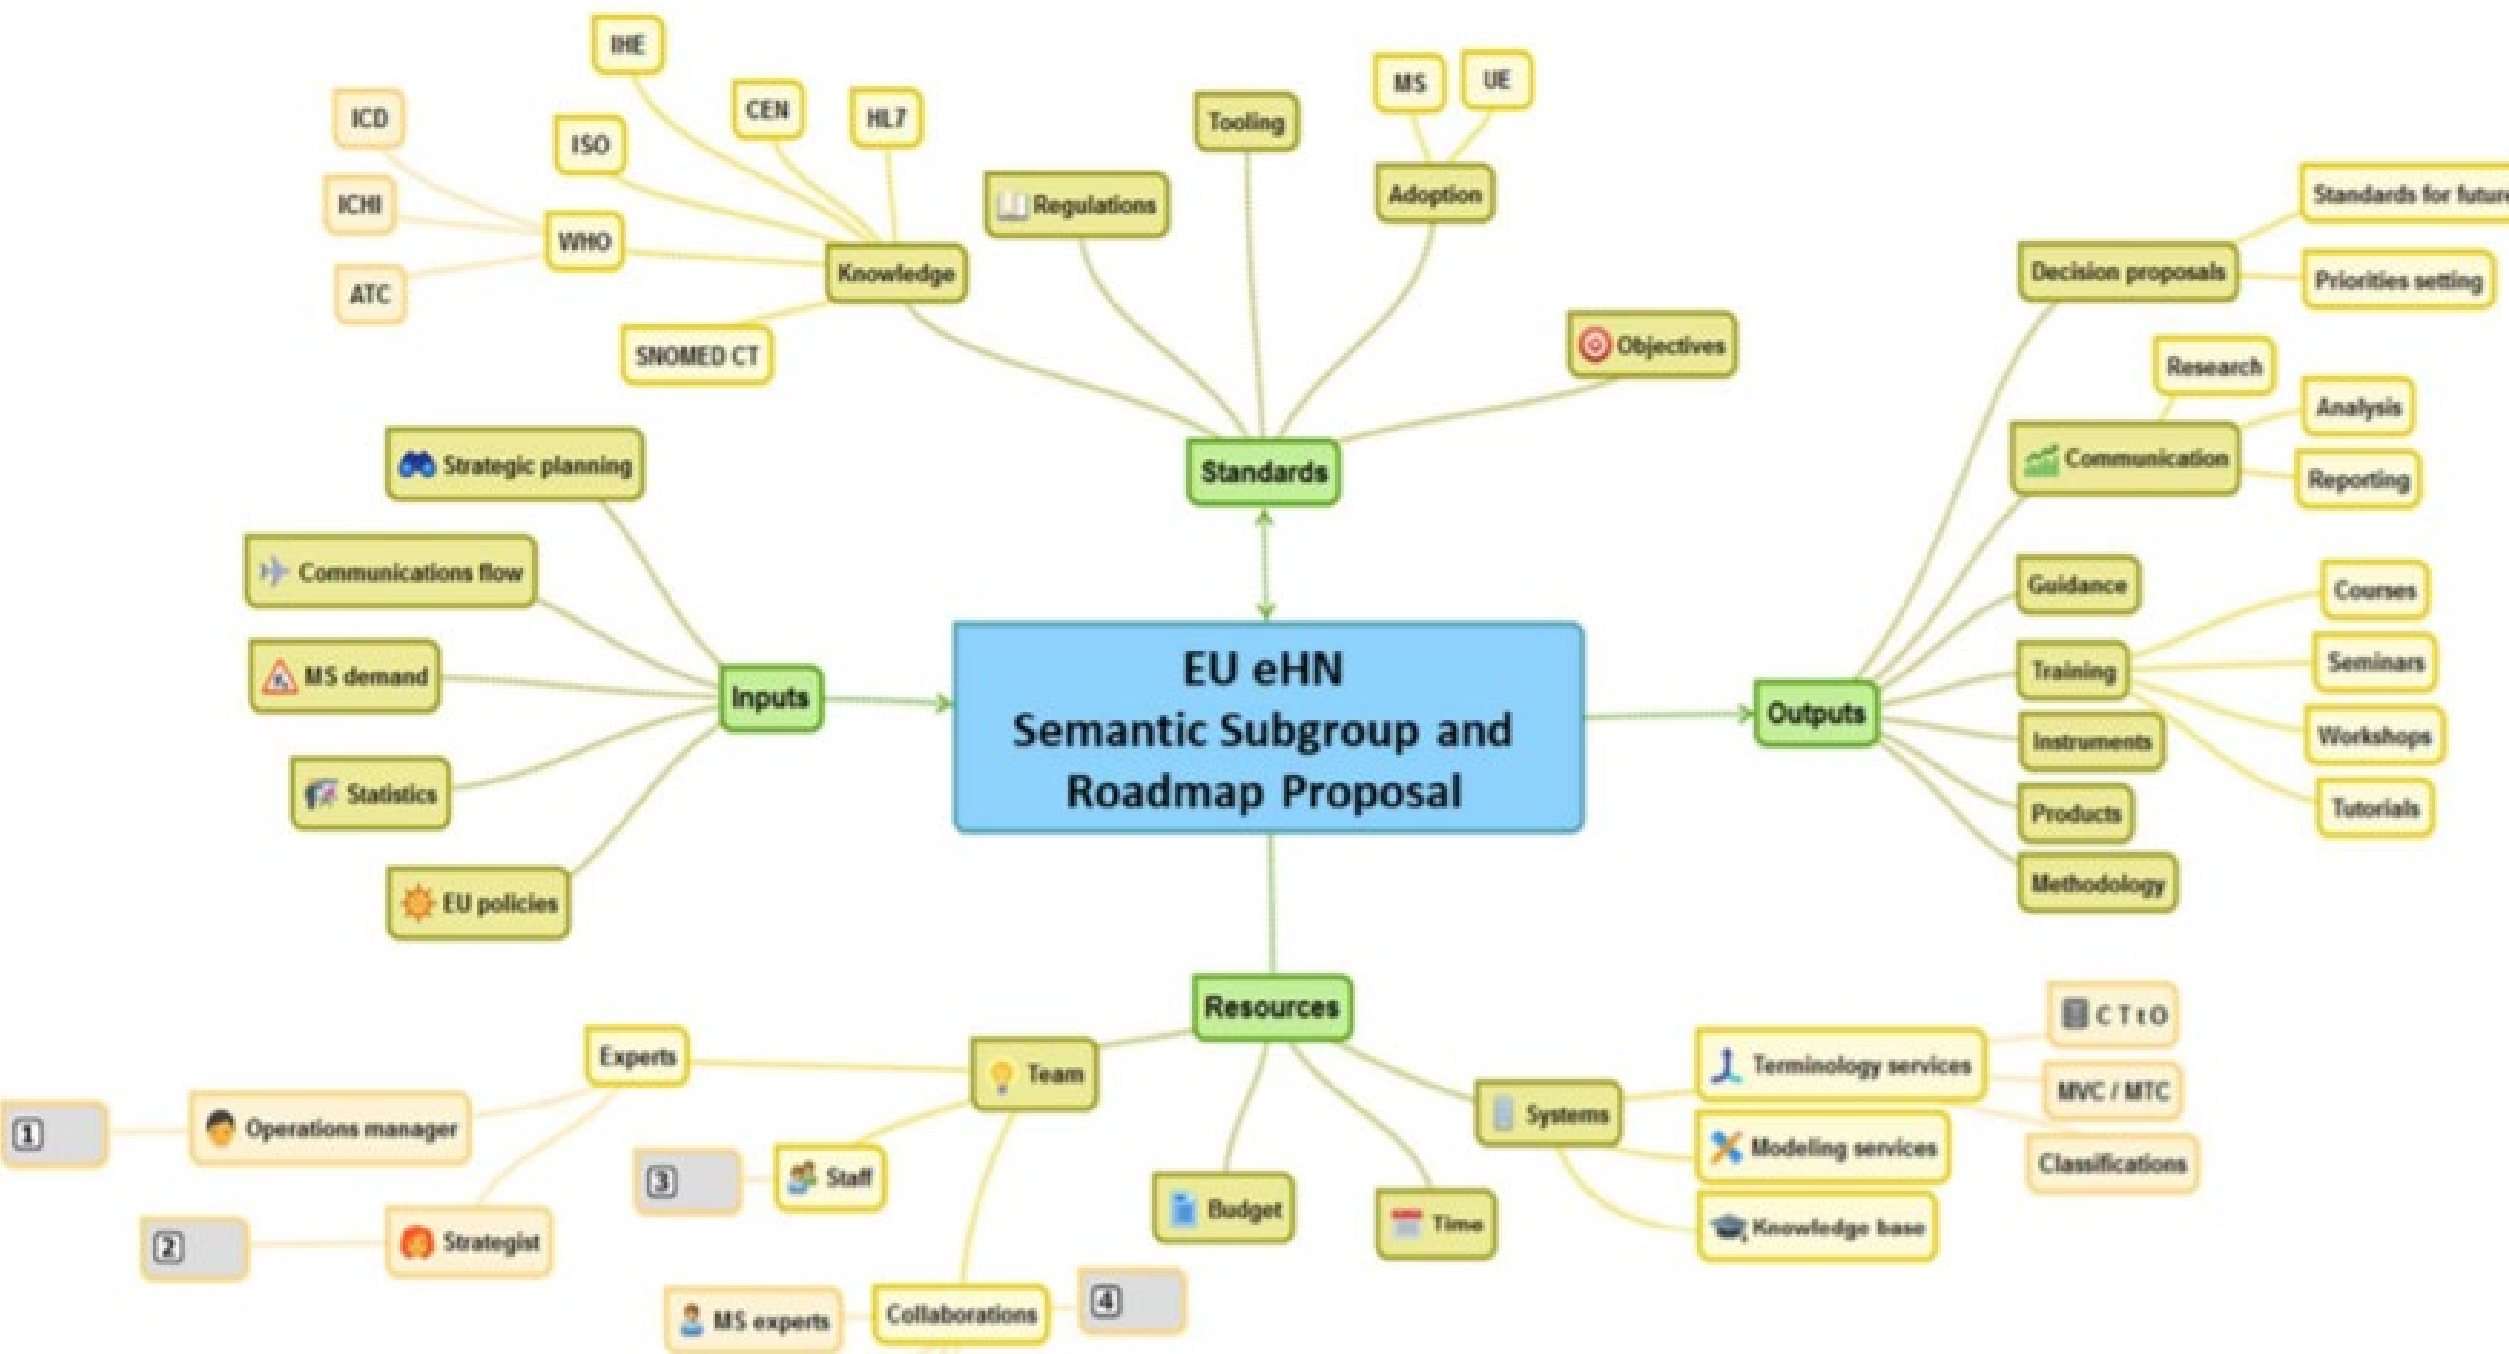 IHE
ICD
ISO
CEN
HL7
ICHI
WHO
ATC
Knowledge
SNOMED CT
Regulations
Tooling
MS
UE
Adoption
Objectives
Standards
Strategic planning
Communications flow
MS demand
Statistics
EU policies
Inputs
EU eHN
Semantic Subgroup and
Roadmap Proposal
Outputs
Decision proposals
Standards for future
Priorities setting
Communication
Research
Analysis
Reporting
Guidance
Training
Courses
Seminars
Workshops
Tutorials
Instruments
Products
Methodology
Resources
Team
Experts
Operations manager
1
Strategist
2
Staff
3
Collaborations
MS experts
4
Budget
Time
Systems
Terminology services
C T t O
MVC / MTC
Classifications
Modeling services
Knowledge base